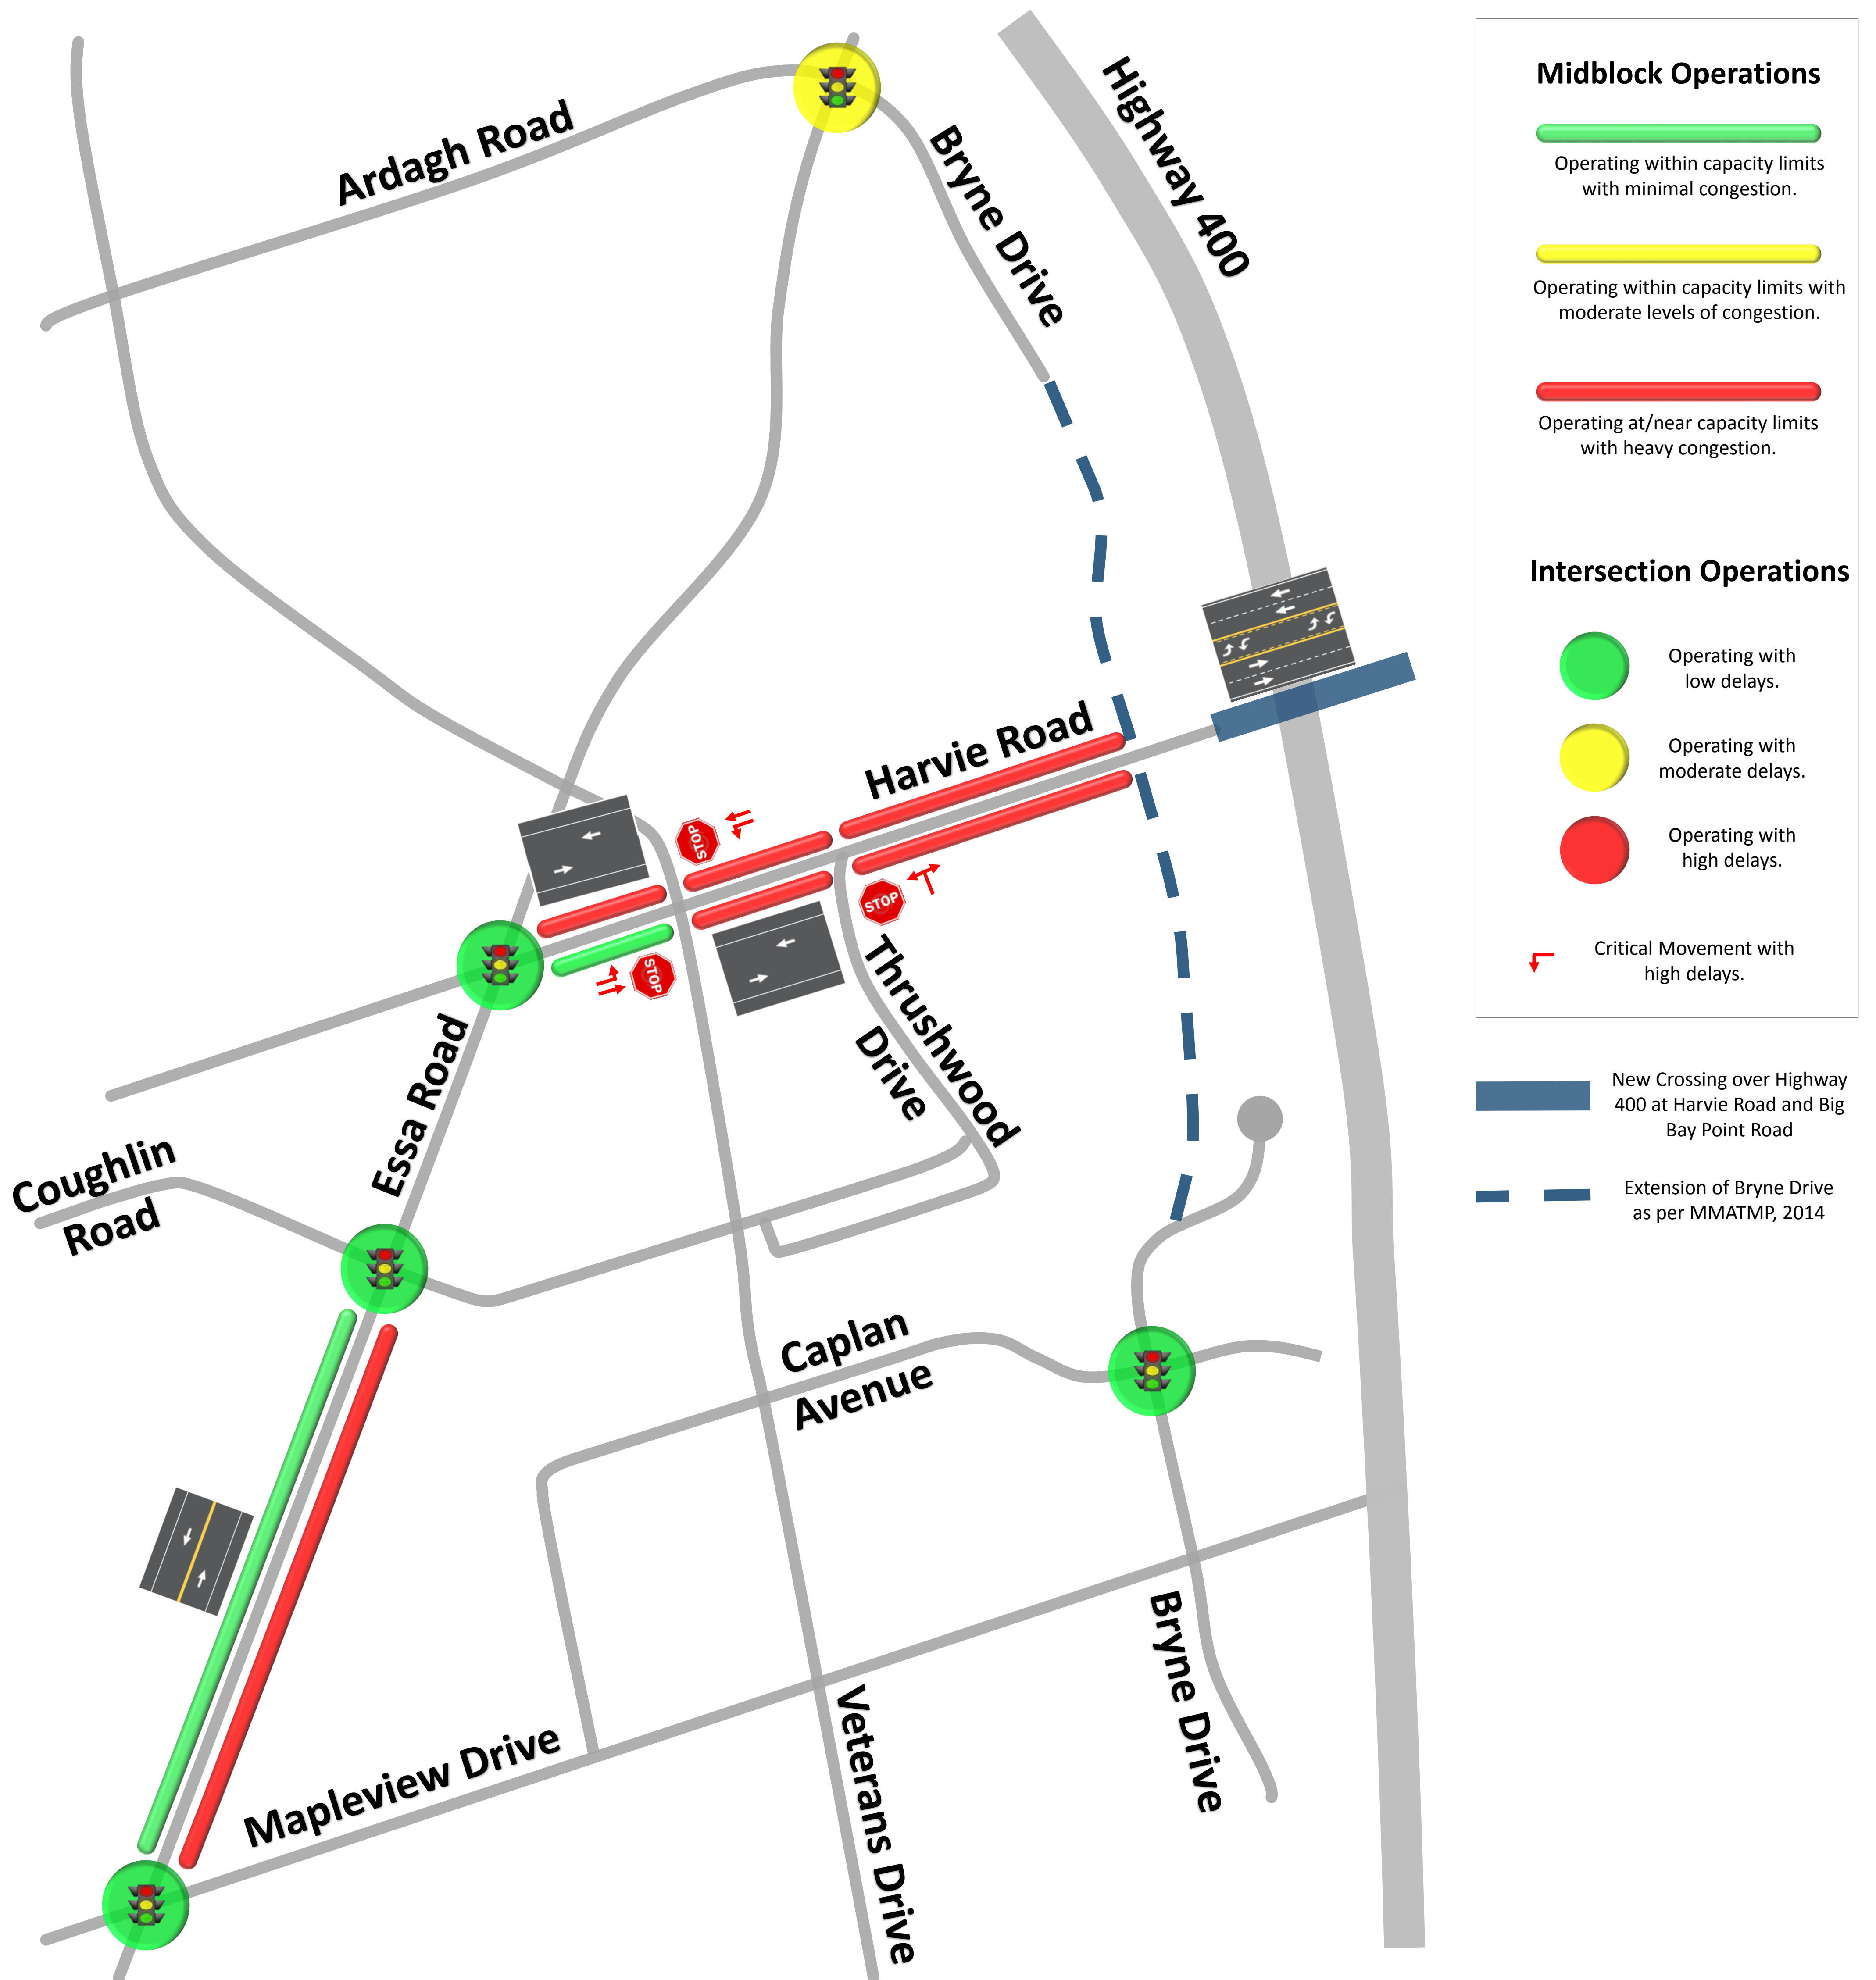 Ardagh Road
Bryne Drive
Highway 400
Harvie Road
STOP
STOP
STOP
Thrushwood
Drive
Essa Road
Coughlin
Road
Caplan
Avenue
Bryne Drive
Mapleview Drive
Veterans Drive
Midblock Operations
Operating within capacity limits
with minimal congestion.
Operating within capacity limits with
moderate levels of congestion.
Operating at/near capacity limits
with heavy congestion.
Intersection Operations
Operating with
low delays.
Operating with
moderate delays.
Operating with
high delays.
Critical Movement with
high delays.
New Crossing over Highway
400 at Harvie Road and Big
Bay Point Road
Extension of Bryne Drive
as per MMATMP, 2014